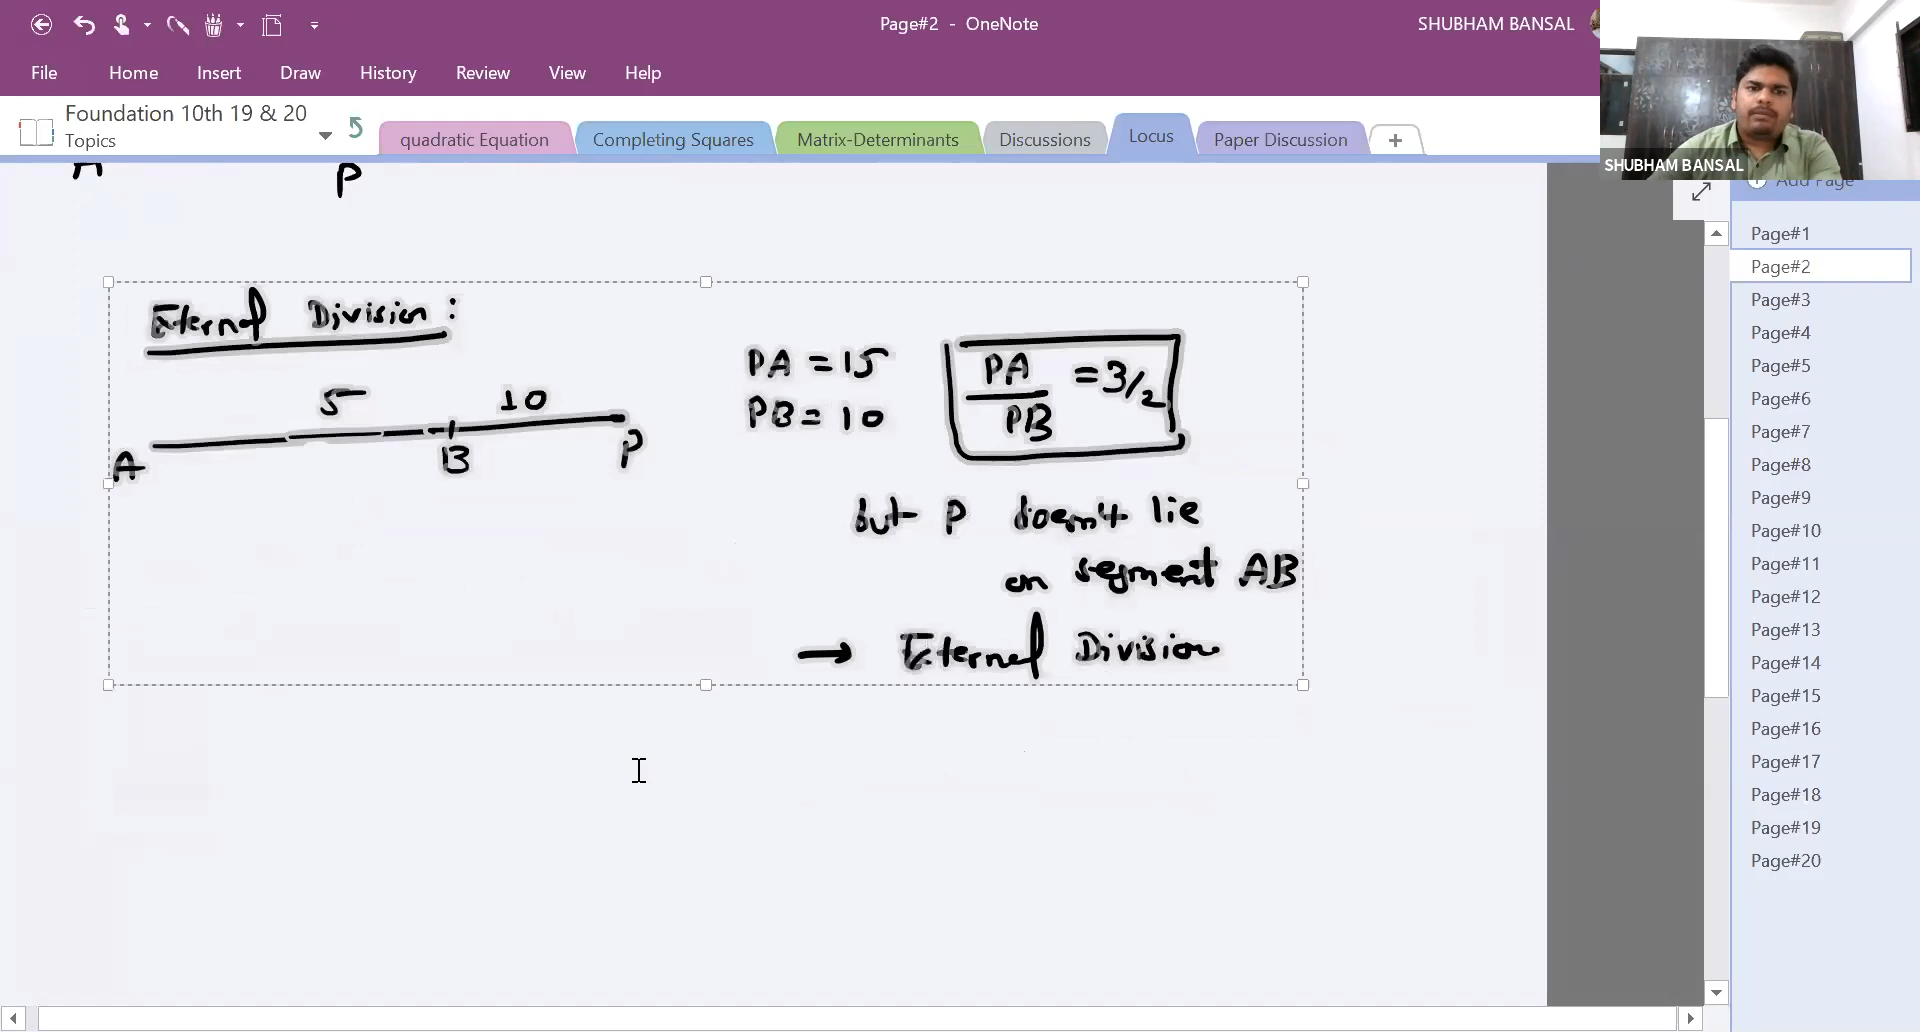 Page#2 - OneNote
SHUBHAM BANSAL
File Home Insert Draw History Review View Help
Foundation 10th 19 & 20
Topics
quadratic Equation
Completing Squares
Matrix-Determinants
Discussions
Locus
Paper Discussion
+
SHUBHAM BANSAL
Add Page
A P
Eternal Division:
5 10
A B P
PA = 15
PB = 10
PA/PB = 3/2
but P doesn't lie
on segment AB
→ External Division
Page#1
Page#2
Page#3
Page#4
Page#5
Page#6
Page#7
Page#8
Page#9
Page#10
Page#11
Page#12
Page#13
Page#14
Page#15
Page#16
Page#17
Page#18
Page#19
Page#20